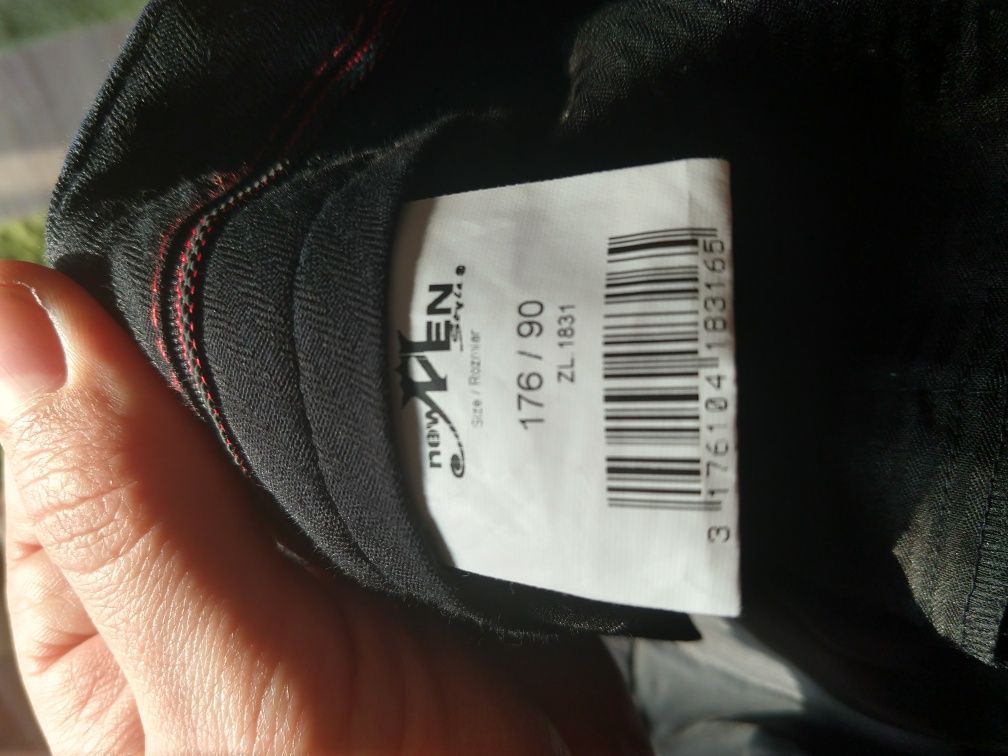 new MEN
Style®
Size / Rozmiar
176 / 90
ZL 1831
3 176104 183165